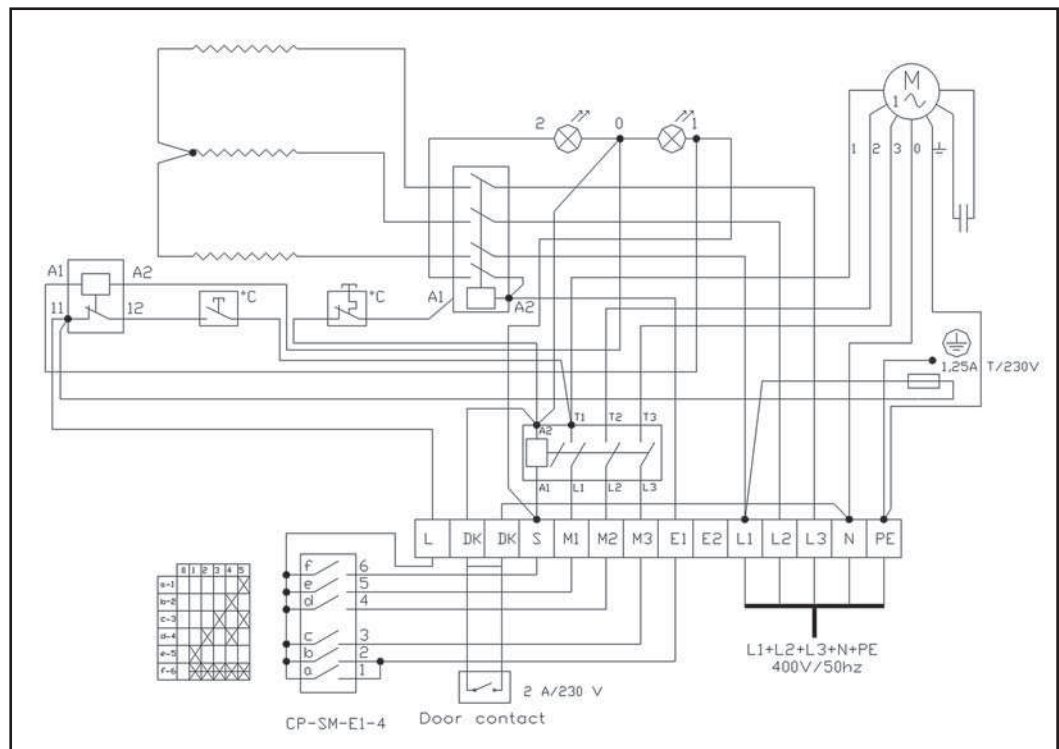 M
1
2 0 1
1 2 3 0
A1 A2
11 12
°C
°C
A1
A2
1,25A T/230V
T1 T2 T3
A2
A1 L1 L2 L3
L DK DK S M1 M2 M3 E1 E2 L1 L2 L3 N PE
f 6
e 5
d 4
c 3
b 2
a 1
0 1 2 3 4 5
a-1
b-2
c-3
d-4
e-5
f-6
L1+L2+L3+N+PE
400V/50hz
2 A/230 V
Door contact
CP-SM-E1-4